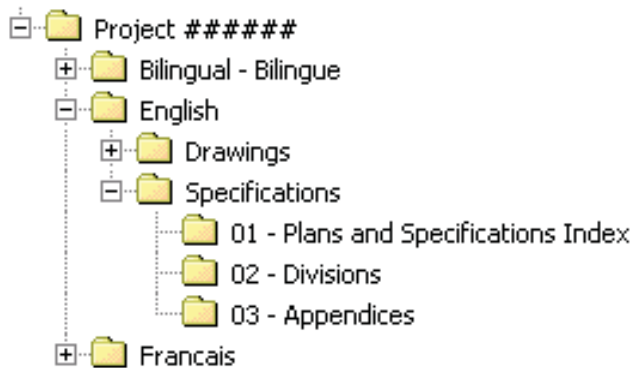 Project ######
Bilingual - Bilingue
English
Drawings
Specifications
01 - Plans and Specifications Index
02 - Divisions
03 - Appendices
Francais